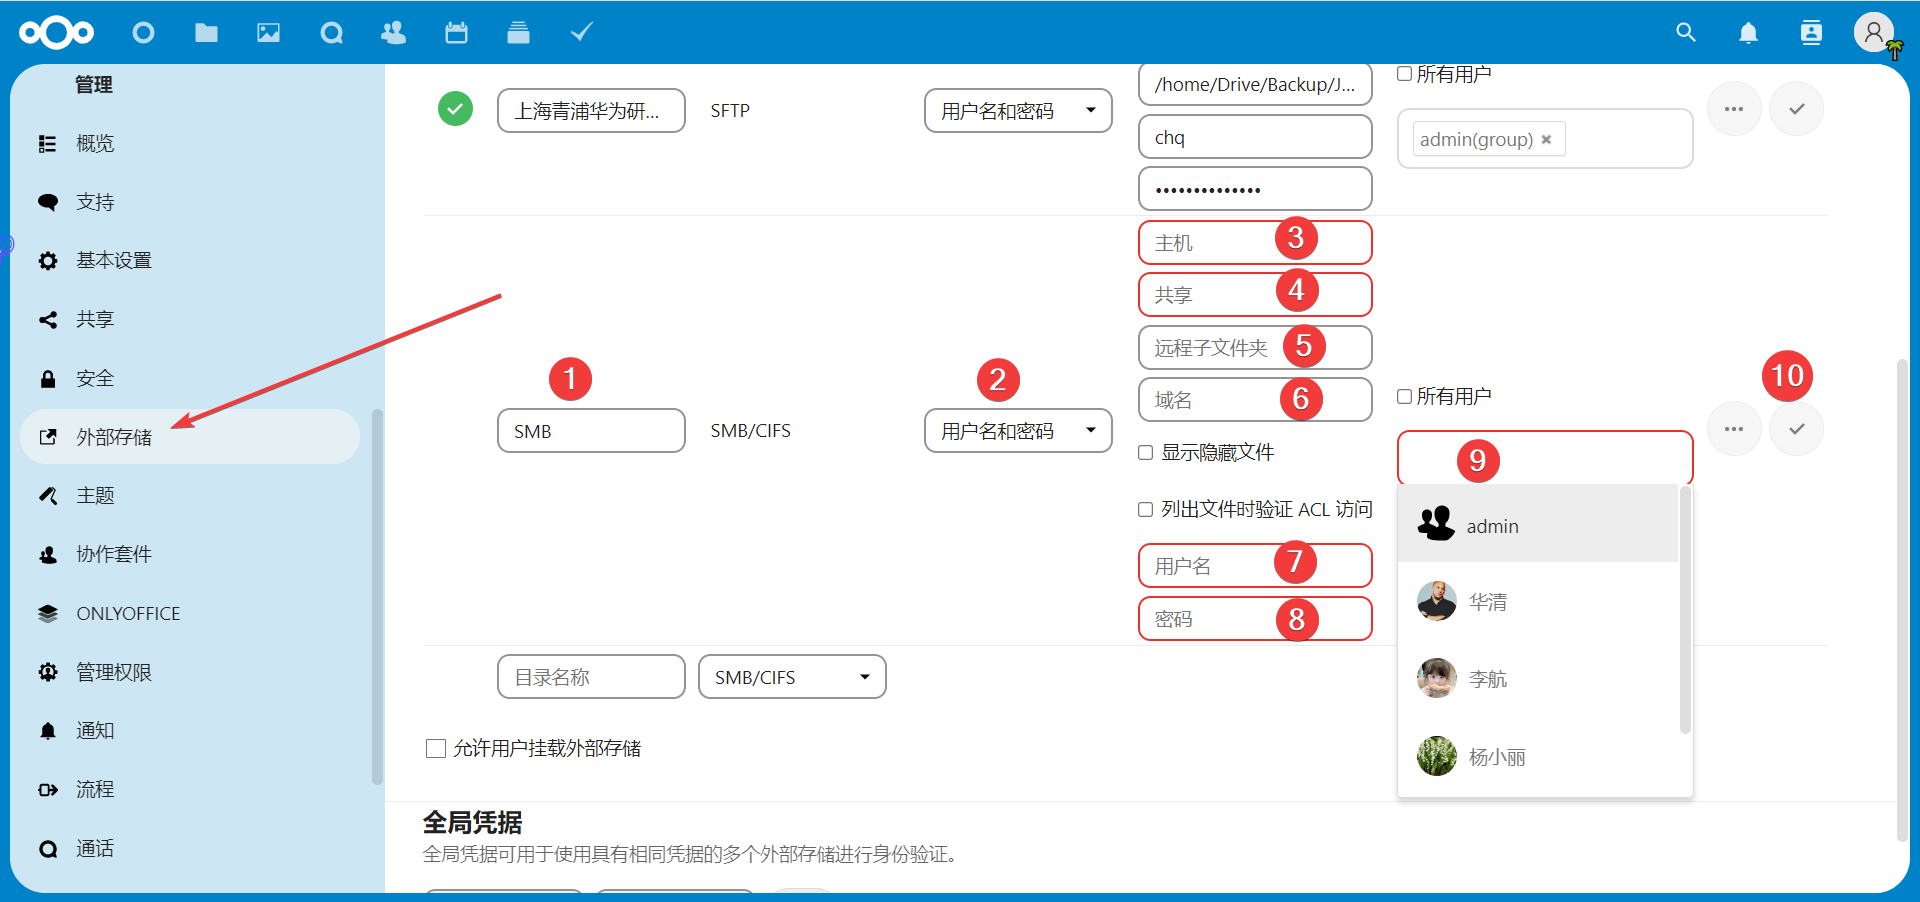 管理
概览
支持
基本设置
共享
安全
外部存储
主题
协作套件
ONLYOFFICE
管理权限
通知
流程
通话
上海青浦华为研...
SFTP
用户名和密码
/home/Drive/Backup/J...
chq
所有用户
admin(group)
1
SMB
SMB/CIFS
2
用户名和密码
主机 3
共享 4
远程子文件夹 5
域名 6
显示隐藏文件
列出文件时验证 ACL 访问
用户名 7
密码 8
所有用户
9
10
admin
华清
李航
杨小丽
目录名称
SMB/CIFS
允许用户挂载外部存储
全局凭据
全局凭据可用于使用具有相同凭据的多个外部存储进行身份验证。